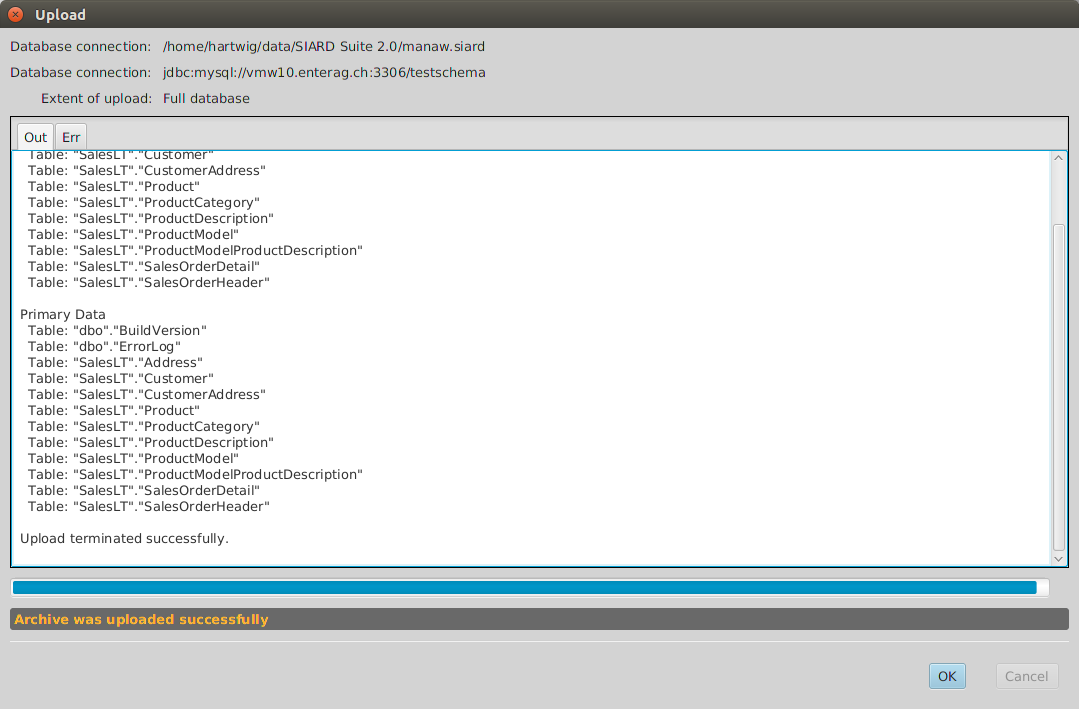 Upload
Database connection: /home/hartwig/data/SIARD Suite 2.0/manaw.siard
Database connection: jdbc:mysql://vmw10.enterag.ch:3306/testschema
Extent of upload: Full database
Out Err
Table: "SalesLT"."Customer"
Table: "SalesLT"."CustomerAddress"
Table: "SalesLT"."Product"
Table: "SalesLT"."ProductCategory"
Table: "SalesLT"."ProductDescription"
Table: "SalesLT"."ProductModel"
Table: "SalesLT"."ProductModelProductDescription"
Table: "SalesLT"."SalesOrderDetail"
Table: "SalesLT"."SalesOrderHeader"
Primary Data
Table: "dbo"."BuildVersion"
Table: "dbo"."ErrorLog"
Table: "SalesLT"."Address"
Table: "SalesLT"."Customer"
Table: "SalesLT"."CustomerAddress"
Table: "SalesLT"."Product"
Table: "SalesLT"."ProductCategory"
Table: "SalesLT"."ProductDescription"
Table: "SalesLT"."ProductModel"
Table: "SalesLT"."ProductModelProductDescription"
Table: "SalesLT"."SalesOrderDetail"
Table: "SalesLT"."SalesOrderHeader"
Upload terminated successfully.
Archive was uploaded successfully
OK Cancel